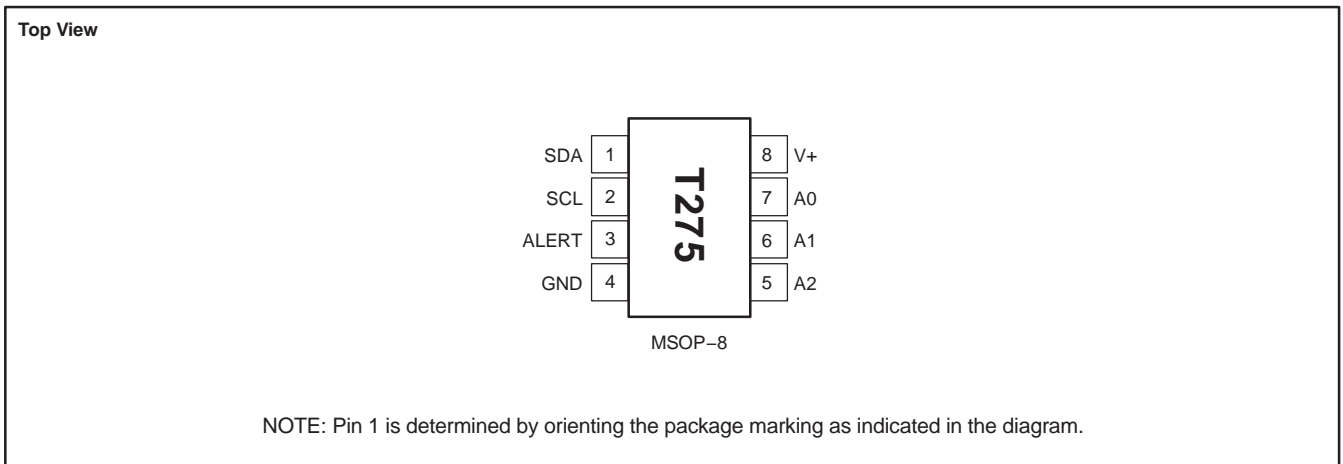 Top View
SDA 1 8 V+
SCL 2 7 A0
ALERT 3 6 A1
GND 4 5 A2
T275
MSOP−8
NOTE: Pin 1 is determined by orienting the package marking as indicated in the diagram.